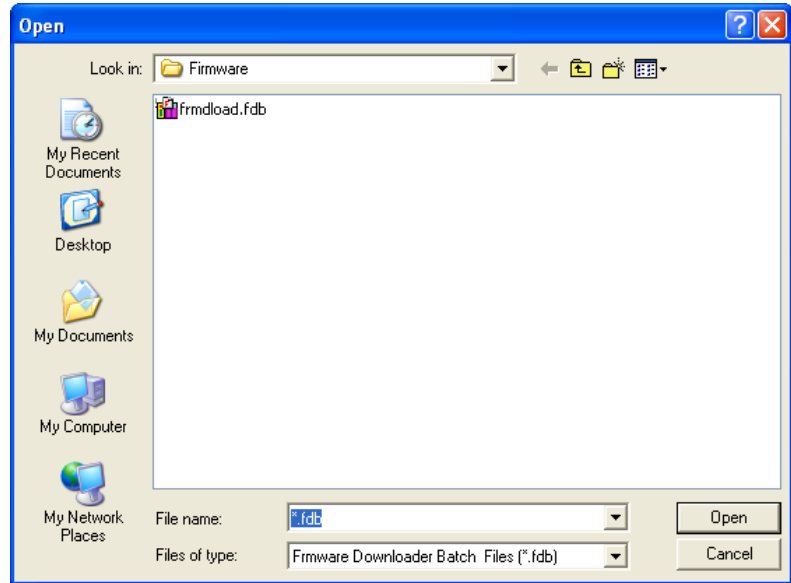 Open
Look in: Firmware
frmdload.fdb
My Recent
Documents
Desktop
My Documents
My Computer
My Network
Places
File name: *.fdb
Open
Files of type: Frmware Downloader Batch Files (*.fdb)
Cancel